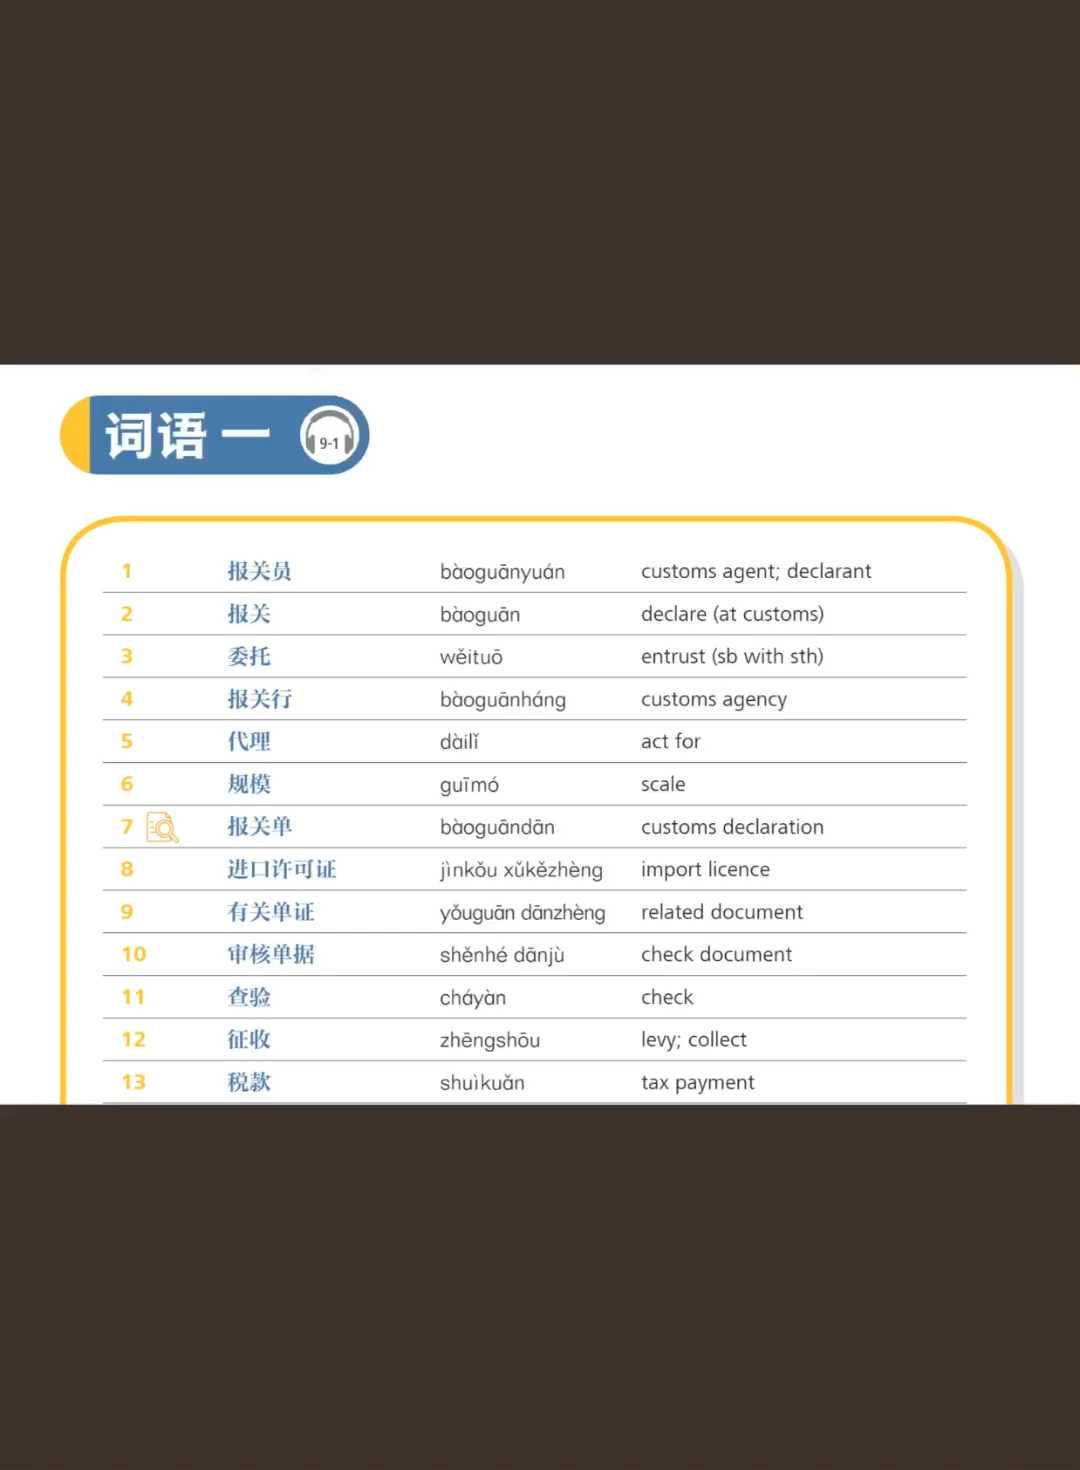 词语一 9-1
1 报关员 bàoguānyuán customs agent; declarant
2 报关 bàoguān declare (at customs)
3 委托 wěituō entrust (sb with sth)
4 报关行 bàoguānháng customs agency
5 代理 dàilǐ act for
6 规模 guīmó scale
7 报关单 bàoguāndān customs declaration
8 进口许可证 jìnkǒu xǔkězhèng import licence
9 有关单证 yǒuguān dānzhèng related document
10 审核单据 shěnhé dānjù check document
11 查验 cháyàn check
12 征收 zhēngshōu levy; collect
13 税款 shuìkuǎn tax payment